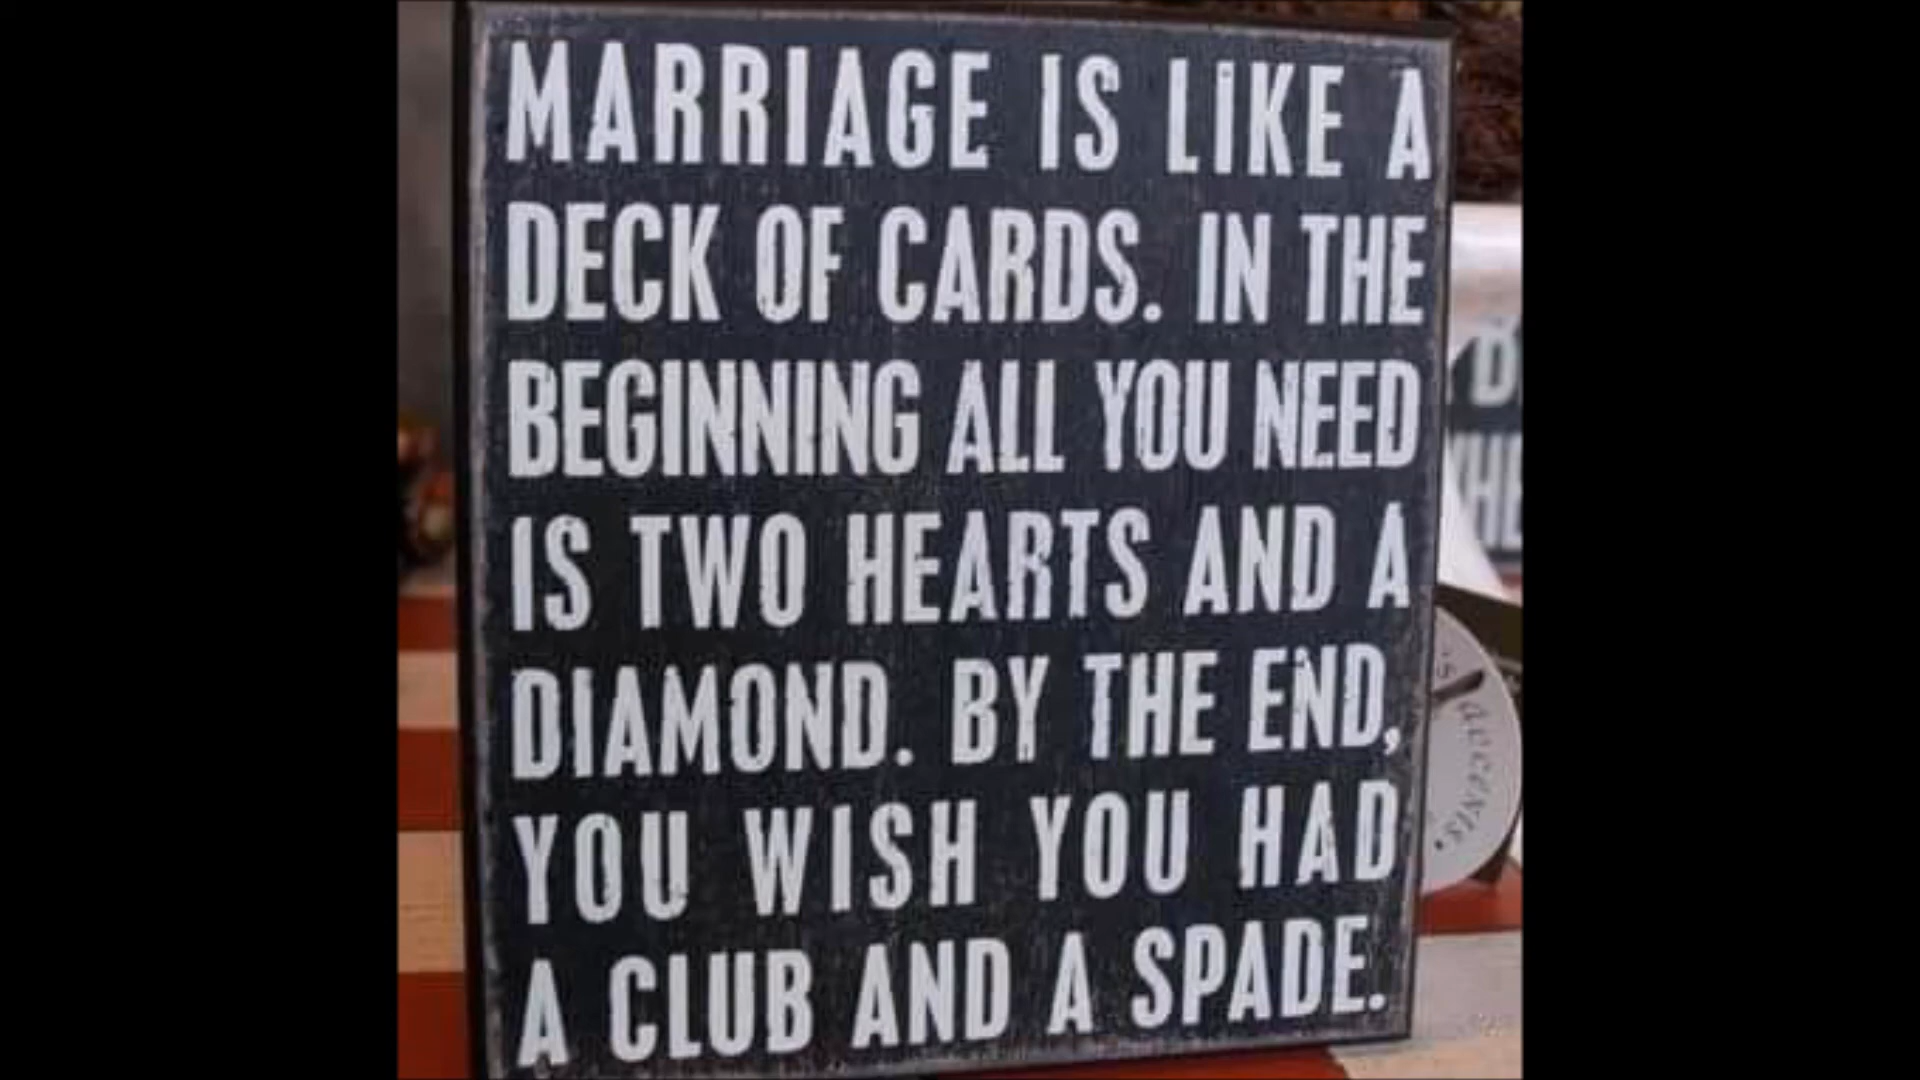 MARRIAGE IS LIKE A
DECK OF CARDS. IN THE
BEGINNING ALL YOU NEED
IS TWO HEARTS AND A
DIAMOND. BY THE END,
YOU WISH YOU HAD
A CLUB AND A SPADE.